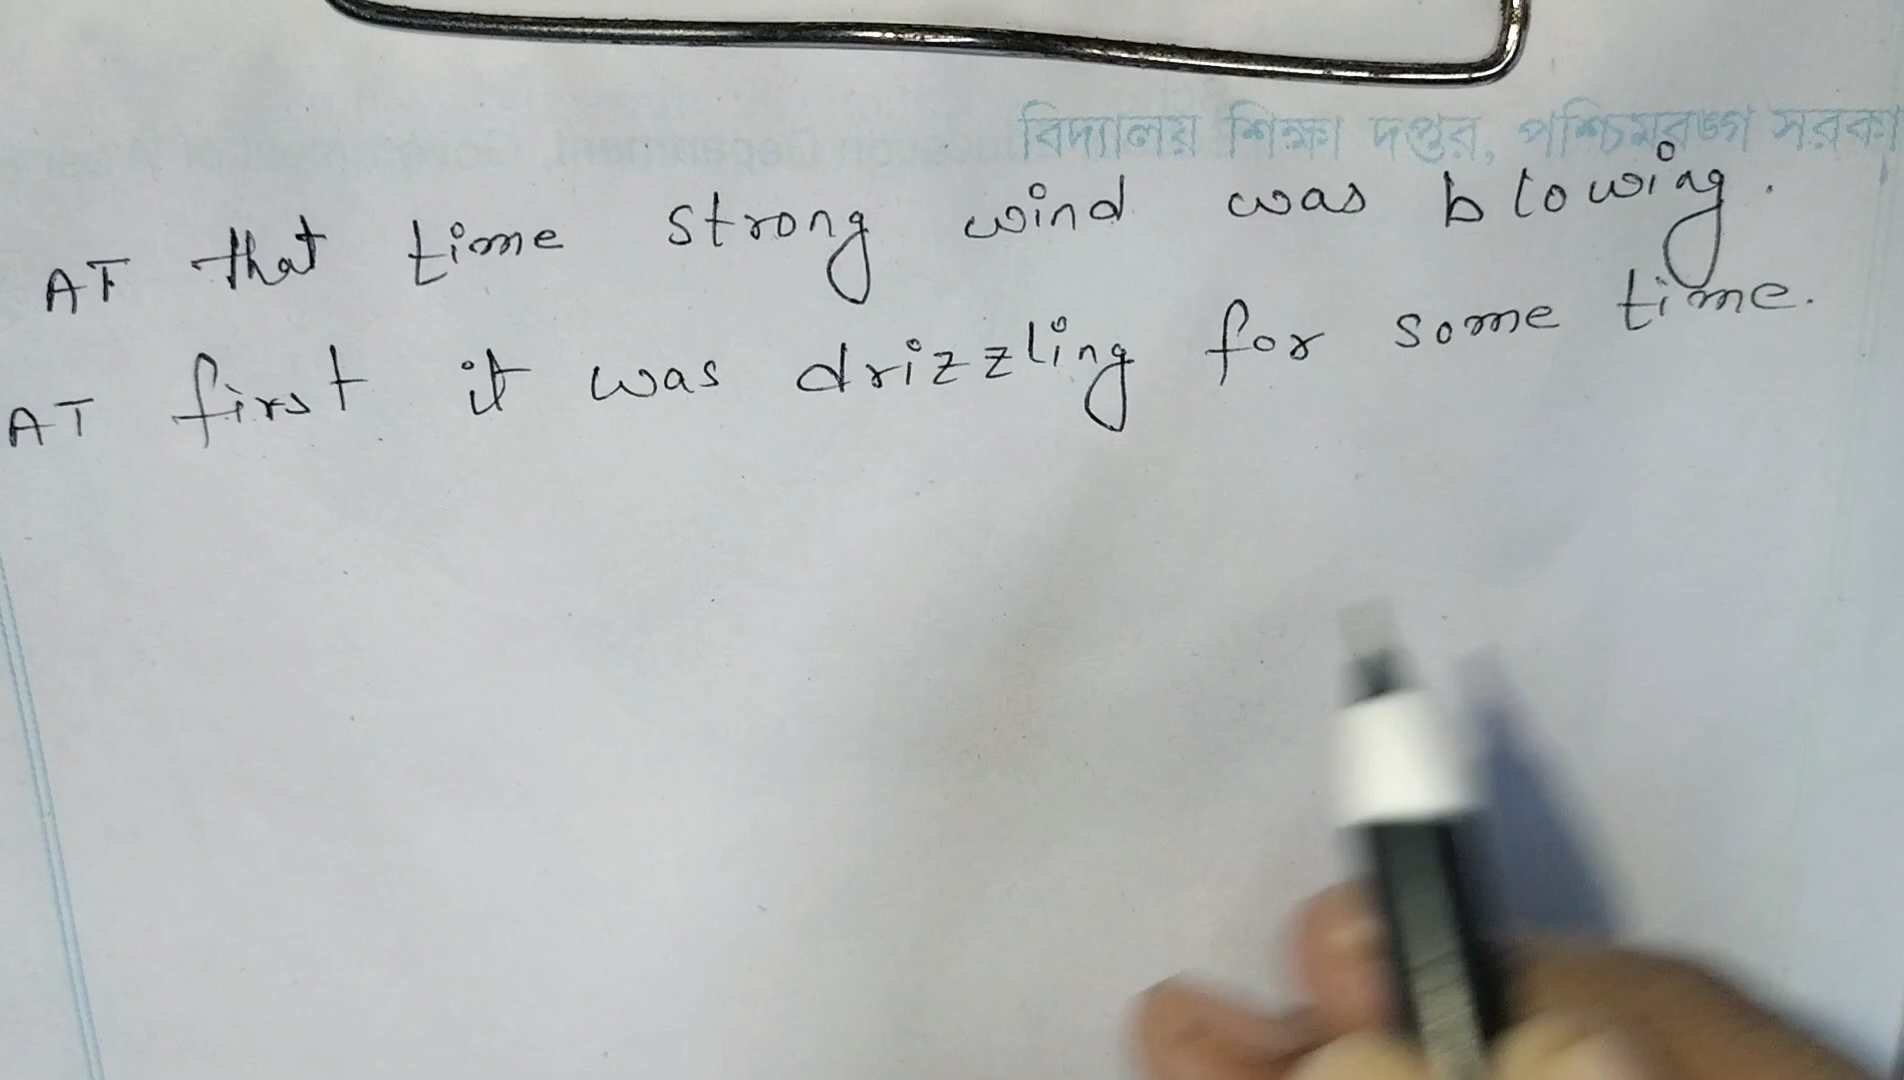 বিদ্যালয় শিক্ষা দপ্তর, পশ্চিমবঙ্গ সরকা
AT that time strong wind was blowing.
AT first it was drizzling for some time.